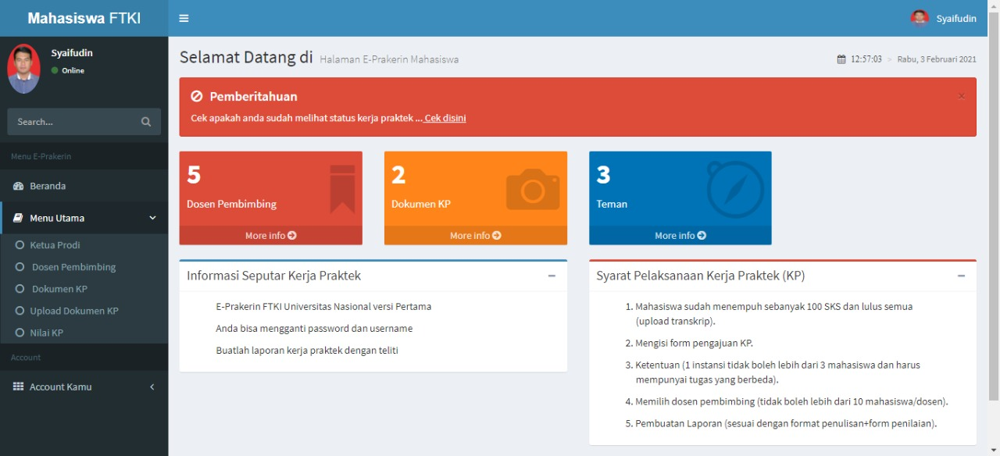 Mahasiswa FTKI
Syaifudin
Syaifudin
Online
Search...
Menu E-Prakerin
Beranda
Menu Utama
Ketua Prodi
Dosen Pembimbing
Dokumen KP
Upload Dokumen KP
Nilai KP
Account
Account Kamu
Selamat Datang di Halaman E-Prakerin Mahasiswa
12:57:03 > Rabu, 3 Februari 2021
Pemberitahuan ×
Cek apakah anda sudah melihat status kerja praktek ... Cek disini
5
Dosen Pembimbing
More info
2
Dokumen KP
More info
3
Teman
More info
Informasi Seputar Kerja Praktek
E-Prakerin FTKI Universitas Nasional versi Pertama
Anda bisa mengganti password dan username
Buatlah laporan kerja praktek dengan teliti
Syarat Pelaksanaan Kerja Praktek (KP)
1. Mahasiswa sudah menempuh sebanyak 100 SKS dan lulus semua
(upload transkrip).
2. Mengisi form pengajuan KP.
3. Ketentuan (1 instansi tidak boleh lebih dari 3 mahasiswa dan harus
mempunyai tugas yang berbeda).
4. Memilih dosen pembimbing (tidak boleh lebih dari 10 mahasiswa/dosen).
5. Pembuatan Laporan (sesuai dengan format penulisan+form penilaian).